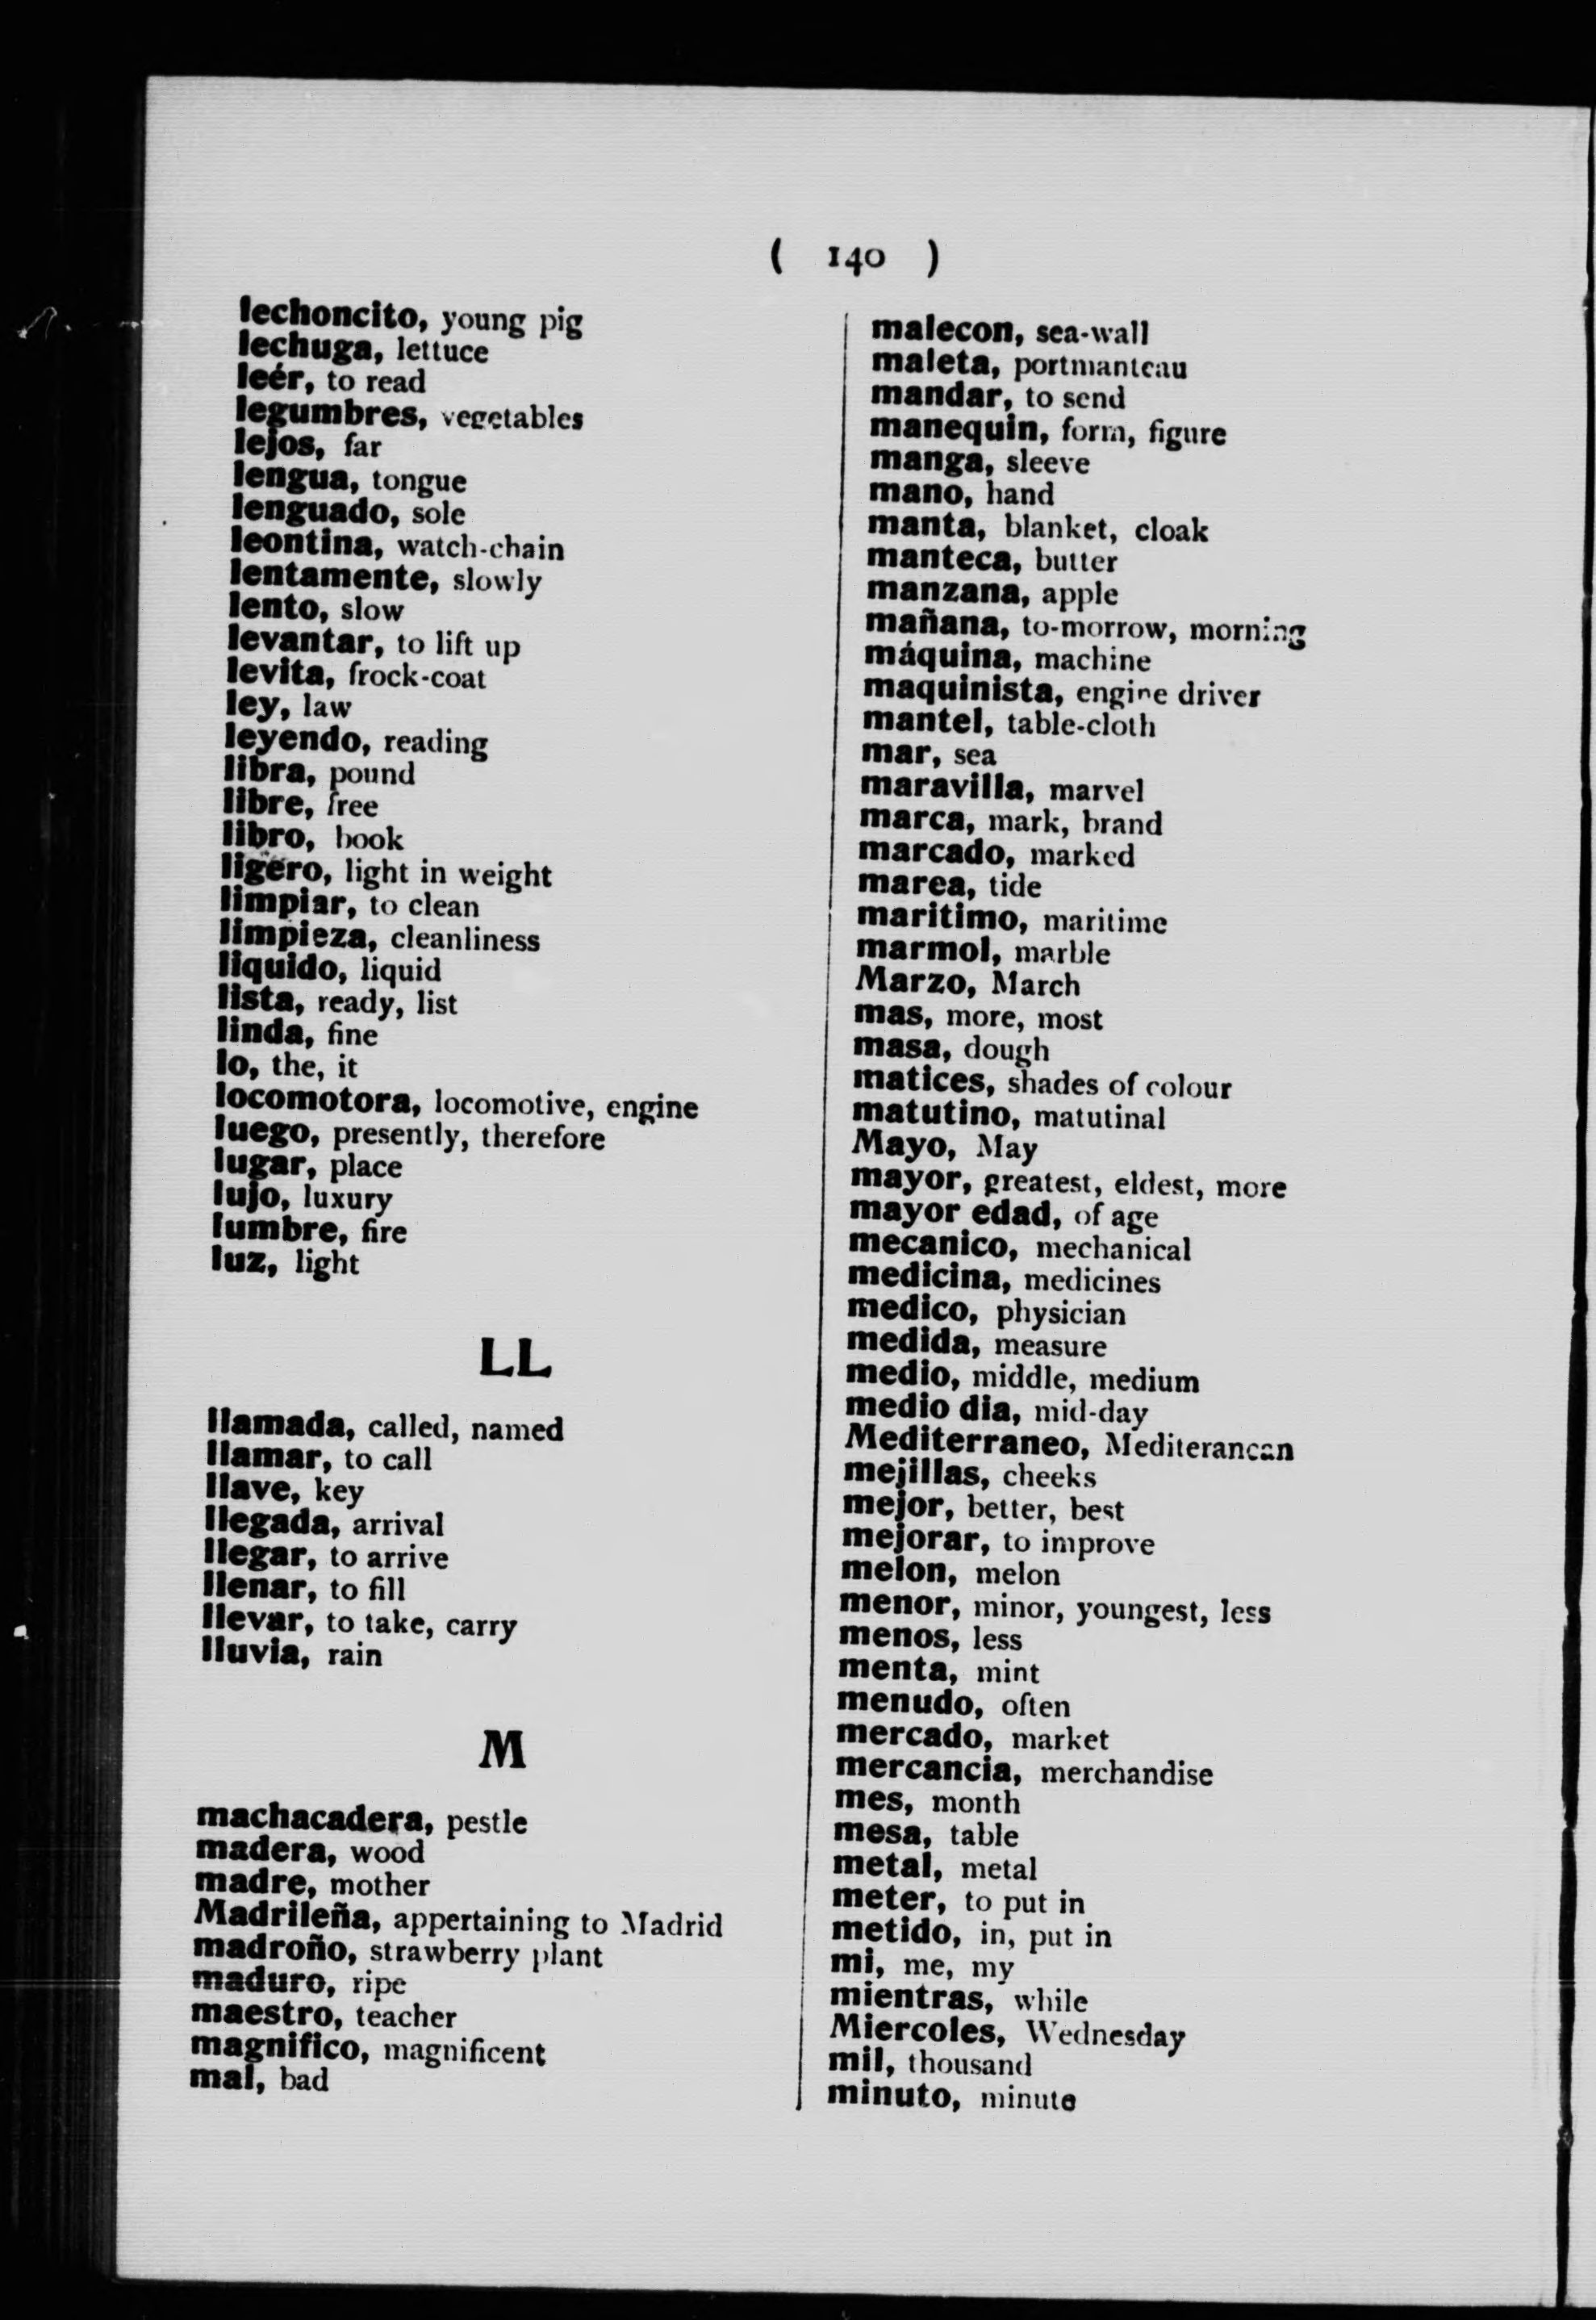 ( 140 )
lechoncito, young pig
lechuga, lettuce
leér, to read
legumbres, vegetables
lejos, far
lengua, tongue
lenguado, sole
leontina, watch-chain
lentamente, slowly
lento, slow
levantar, to lift up
levita, frock-coat
ley, law
leyendo, reading
libra, pound
libre, free
libro, book
ligero, light in weight
limpiar, to clean
limpieza, cleanliness
liquido, liquid
lista, ready, list
linda, fine
lo, the, it
locomotora, locomotive, engine
luego, presently, therefore
lugar, place
lujo, luxury
lumbre, fire
luz, light
LL
llamada, called, named
llamar, to call
llave, key
llegada, arrival
llegar, to arrive
llenar, to fill
llevar, to take, carry
lluvia, rain
M
machacadera, pestle
madera, wood
madre, mother
Madrileña, appertaining to Madrid
madroño, strawberry plant
maduro, ripe
maestro, teacher
magnifico, magnificent
mal, bad
malecon, sea-wall
maleta, portmanteau
mandar, to send
manequin, form, figure
manga, sleeve
mano, hand
manta, blanket, cloak
manteca, butter
manzana, apple
mañana, to-morrow, morning
máquina, machine
maquinista, engine driver
mantel, table-cloth
mar, sea
maravilla, marvel
marca, mark, brand
marcado, marked
marea, tide
maritimo, maritime
marmol, marble
Marzo, March
mas, more, most
masa, dough
matices, shades of colour
matutino, matutinal
Mayo, May
mayor, greatest, eldest, more
mayor edad, of age
mecanico, mechanical
medicina, medicines
medico, physician
medida, measure
medio, middle, medium
medio dia, mid-day
Mediterraneo, Mediteranean
mejillas, cheeks
mejor, better, best
mejorar, to improve
melon, melon
menor, minor, youngest, less
menos, less
menta, mint
menudo, often
mercado, market
mercancia, merchandise
mes, month
mesa, table
metal, metal
meter, to put in
metido, in, put in
mi, me, my
mientras, while
Miercoles, Wednesday
mil, thousand
minuto, minute